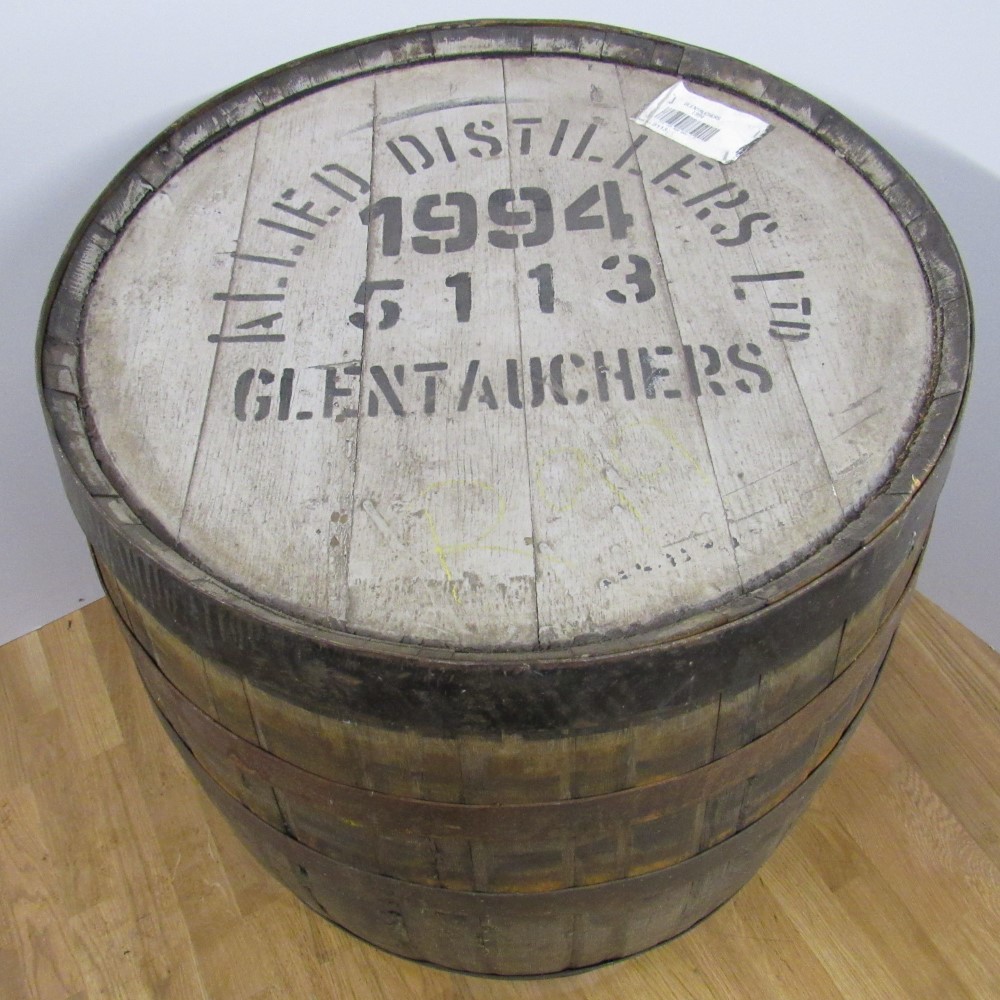 ALLIED DISTILLERS LTD
1994
5113
GLENTAUCHERS